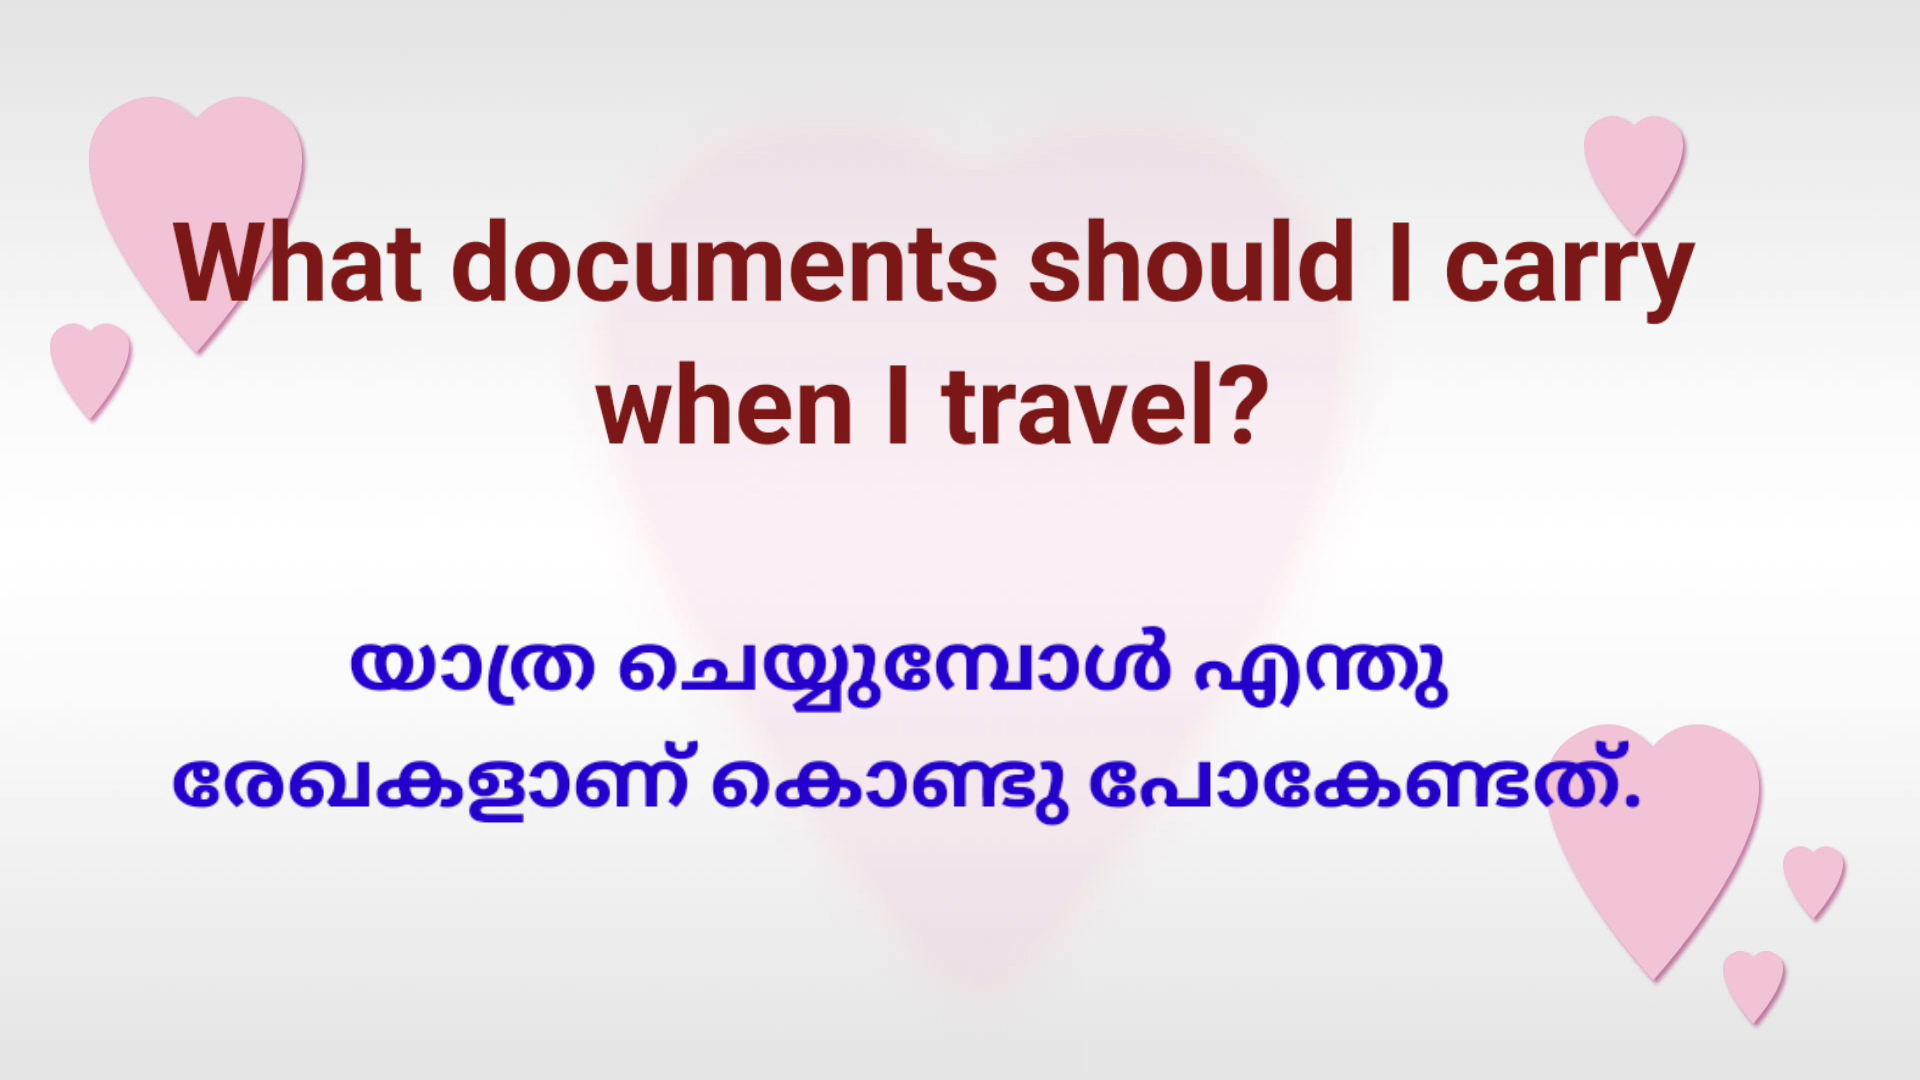 What documents should I carry
when I travel?
യാത്ര ചെയ്യുമ്പോൾ എന്തു
രേഖകളാണ് കൊണ്ടു പോകേണ്ടത്.